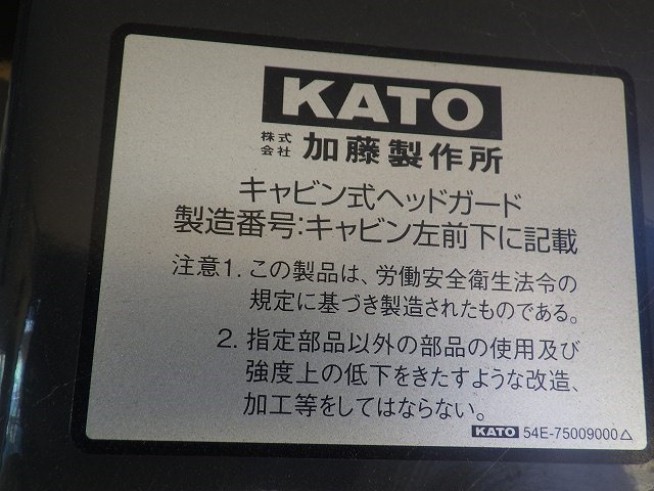 KATO
株式会社 加藤製作所
キャビン式ヘッドガード
製造番号:キャビン左前下に記載
注意1. この製品は、労働安全衛生法令の
規定に基づき製造されたものである。
2. 指定部品以外の部品の使用及び
強度上の低下をきたすような改造、
加工等をしてはならない。
KATO 54E-75009000△